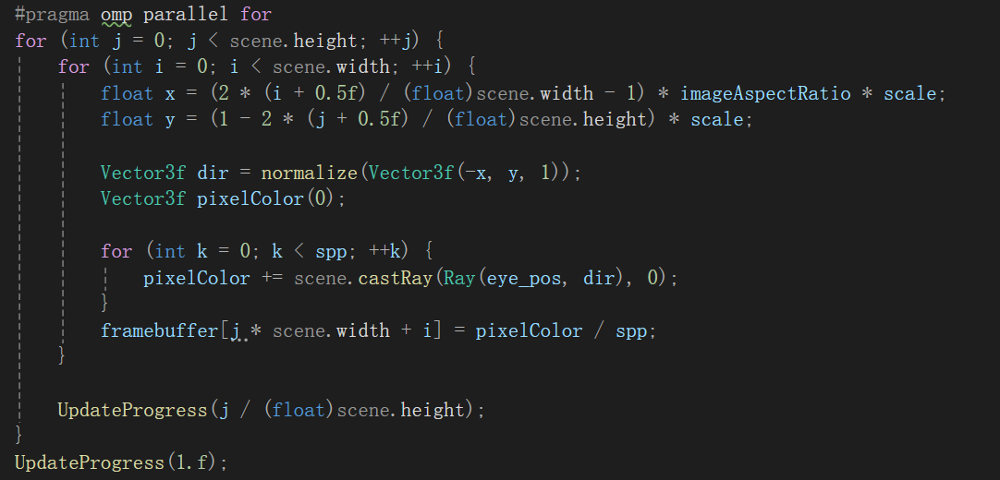 #pragma omp parallel for
for (int j = 0; j < scene.height; ++j) {
    for (int i = 0; i < scene.width; ++i) {
        float x = (2 * (i + 0.5f) / (float)scene.width - 1) * imageAspectRatio * scale;
        float y = (1 - 2 * (j + 0.5f) / (float)scene.height) * scale;

        Vector3f dir = normalize(Vector3f(-x, y, 1));
        Vector3f pixelColor(0);

        for (int k = 0; k < spp; ++k) {
            pixelColor += scene.castRay(Ray(eye_pos, dir), 0);
        }
        framebuffer[j * scene.width + i] = pixelColor / spp;
    }

    UpdateProgress(j / (float)scene.height);
}
UpdateProgress(1.f);